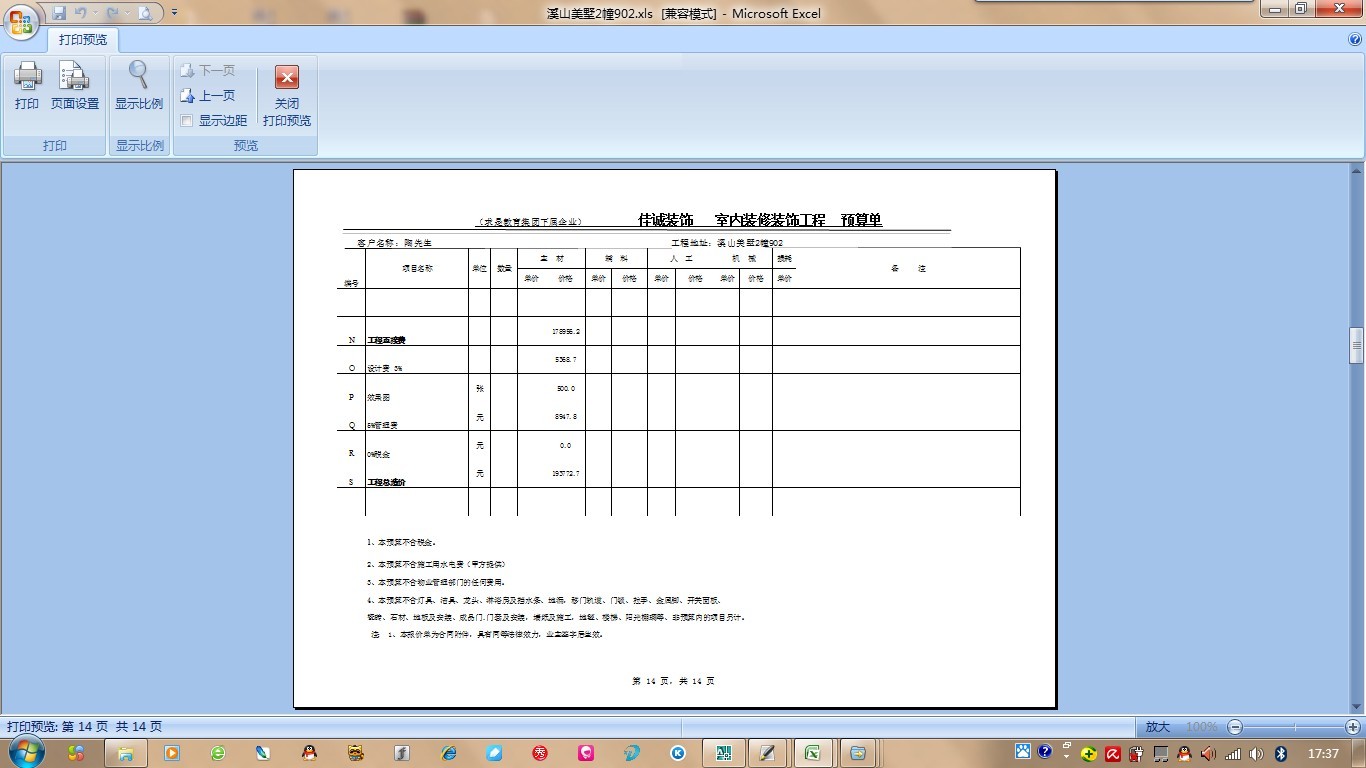 溪山美墅2幢902.xls [兼容模式] - Microsoft Excel
打印预览
打印
页面设置
显示比例
下一页
上一页
显示边距
关闭
打印预览
打印
显示比例
预览
(求是教育集团下属企业) 佳诚装饰 室内装修装饰工程 预算单
客户名称：陶先生 工程地址：溪山美墅2幢902
编号 项目名称 单位 数量 主 材 辅 料 人 工 机 械 损耗 备 注
单价 价格 单价 价格 单价 价格 单价 价格 单价
N 工程直接费 178956.2
O 设计费 3% 5368.7
P 效果图 张 500.0
Q 5%管理费 元 8947.8
R 0%税金 元 0.0
S 工程总造价 元 193772.7
1、本预算不含税金。
2、本预算不含施工用水电费(甲方提供)
3、本预算不含物业管理部门的任何费用。
4、本预算不含灯具、洁具、龙头、淋浴房及挡水条、地漏，移门轨道、门锁、拉手、金属脚、开关面板、
瓷砖、石材、地板及安装、成品门.门套及安装，墙纸及施工，地毯、楼梯、阳光棚钢等、非预算内的项目另计。
注: 1、本报价单为合同附件，具有同等法律效力，业主签字后生效。
第 14 页，共 14 页
打印预览: 第 14 页 共 14 页
放大 100%
17:37